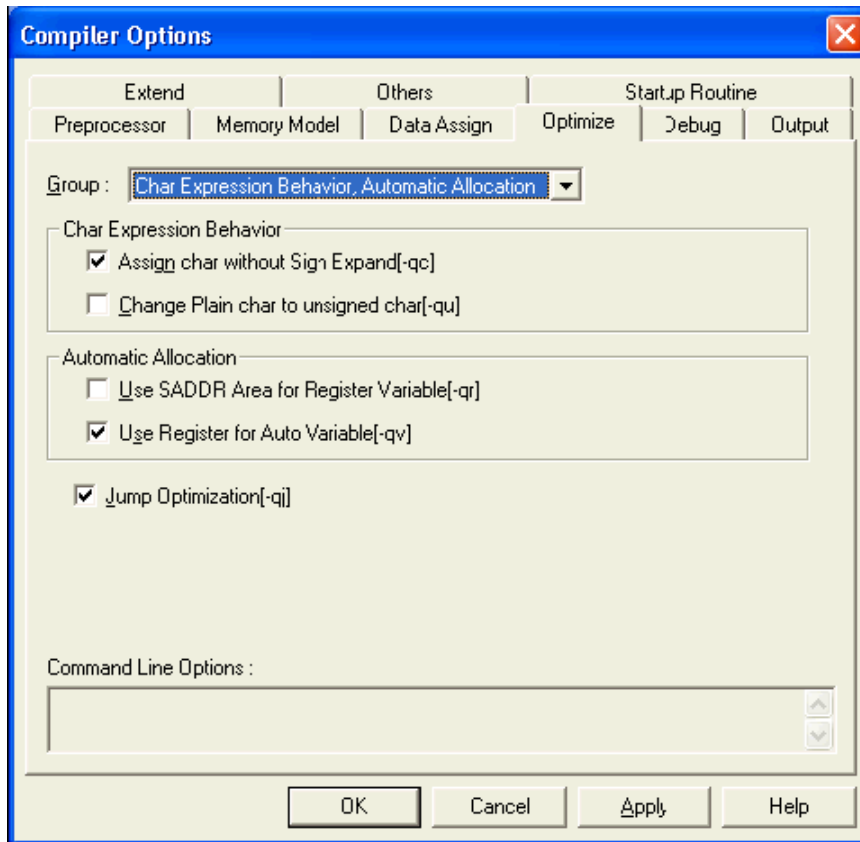 Compiler Options
Extend Others Startup Routine
Preprocessor Memory Model Data Assign Optimize Debug Output
Group : Char Expression Behavior, Automatic Allocation
Char Expression Behavior
Assign char without Sign Expand[-qc]
Change Plain char to unsigned char[-qu]
Automatic Allocation
Use SADDR Area for Register Variable[-qr]
Use Register for Auto Variable[-qv]
Jump Optimization[-qj]
Command Line Options :
OK Cancel Apply Help